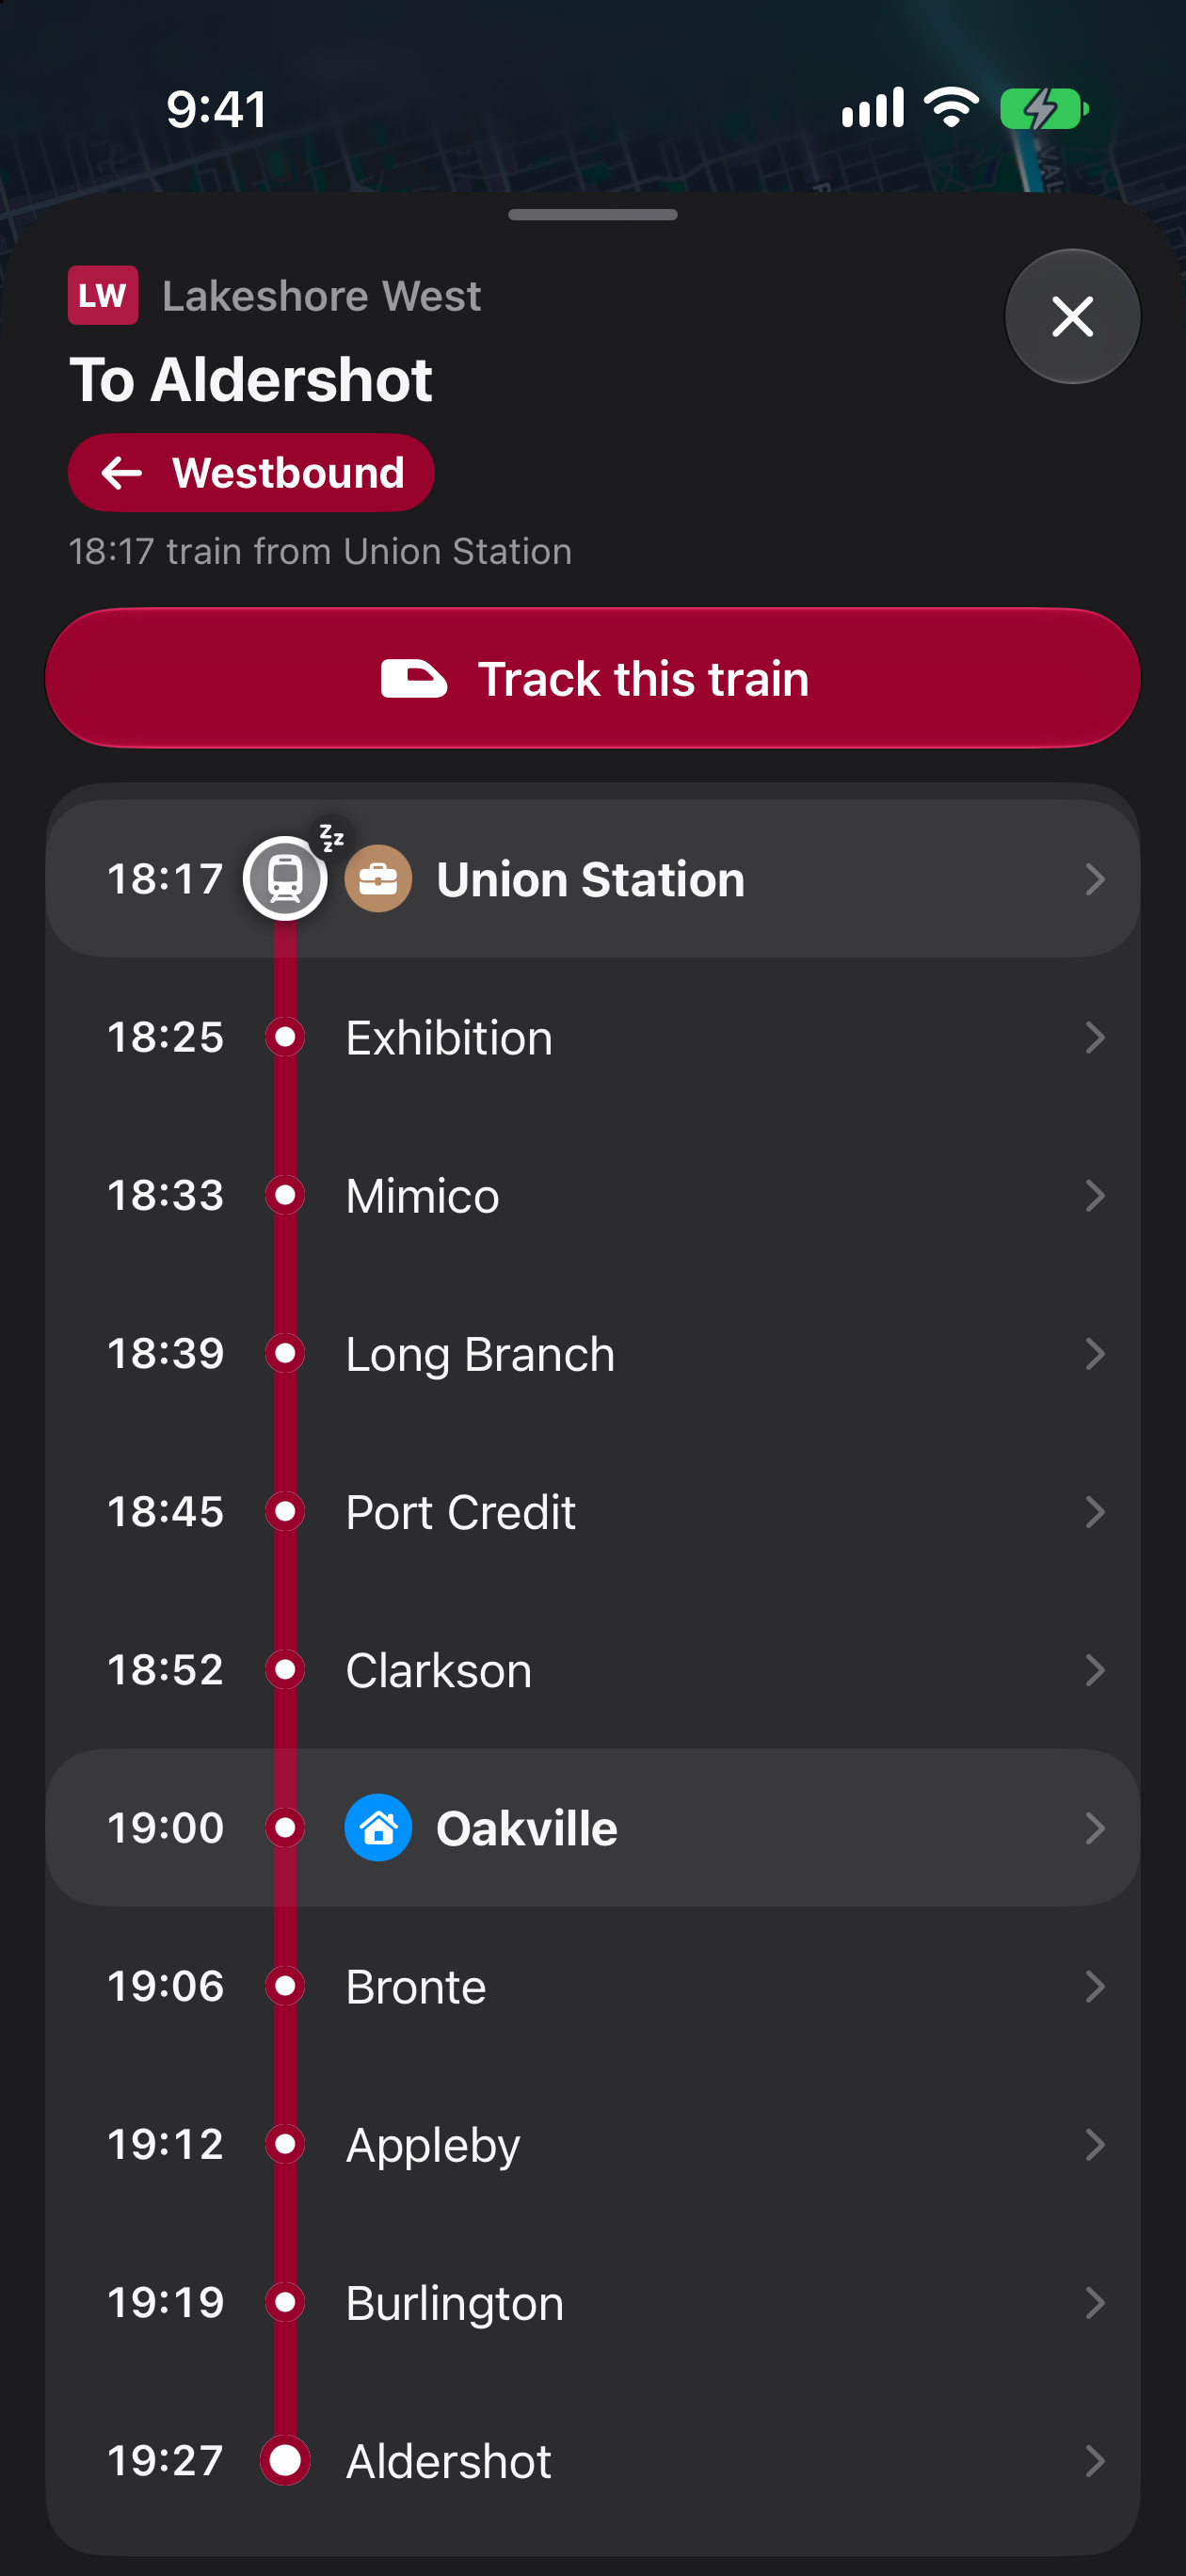 9:41
LW Lakeshore West
To Aldershot
← Westbound
18:17 train from Union Station
Track this train
18:17 zzz Union Station
18:25 Exhibition
18:33 Mimico
18:39 Long Branch
18:45 Port Credit
18:52 Clarkson
19:00 Oakville
19:06 Bronte
19:12 Appleby
19:19 Burlington
19:27 Aldershot